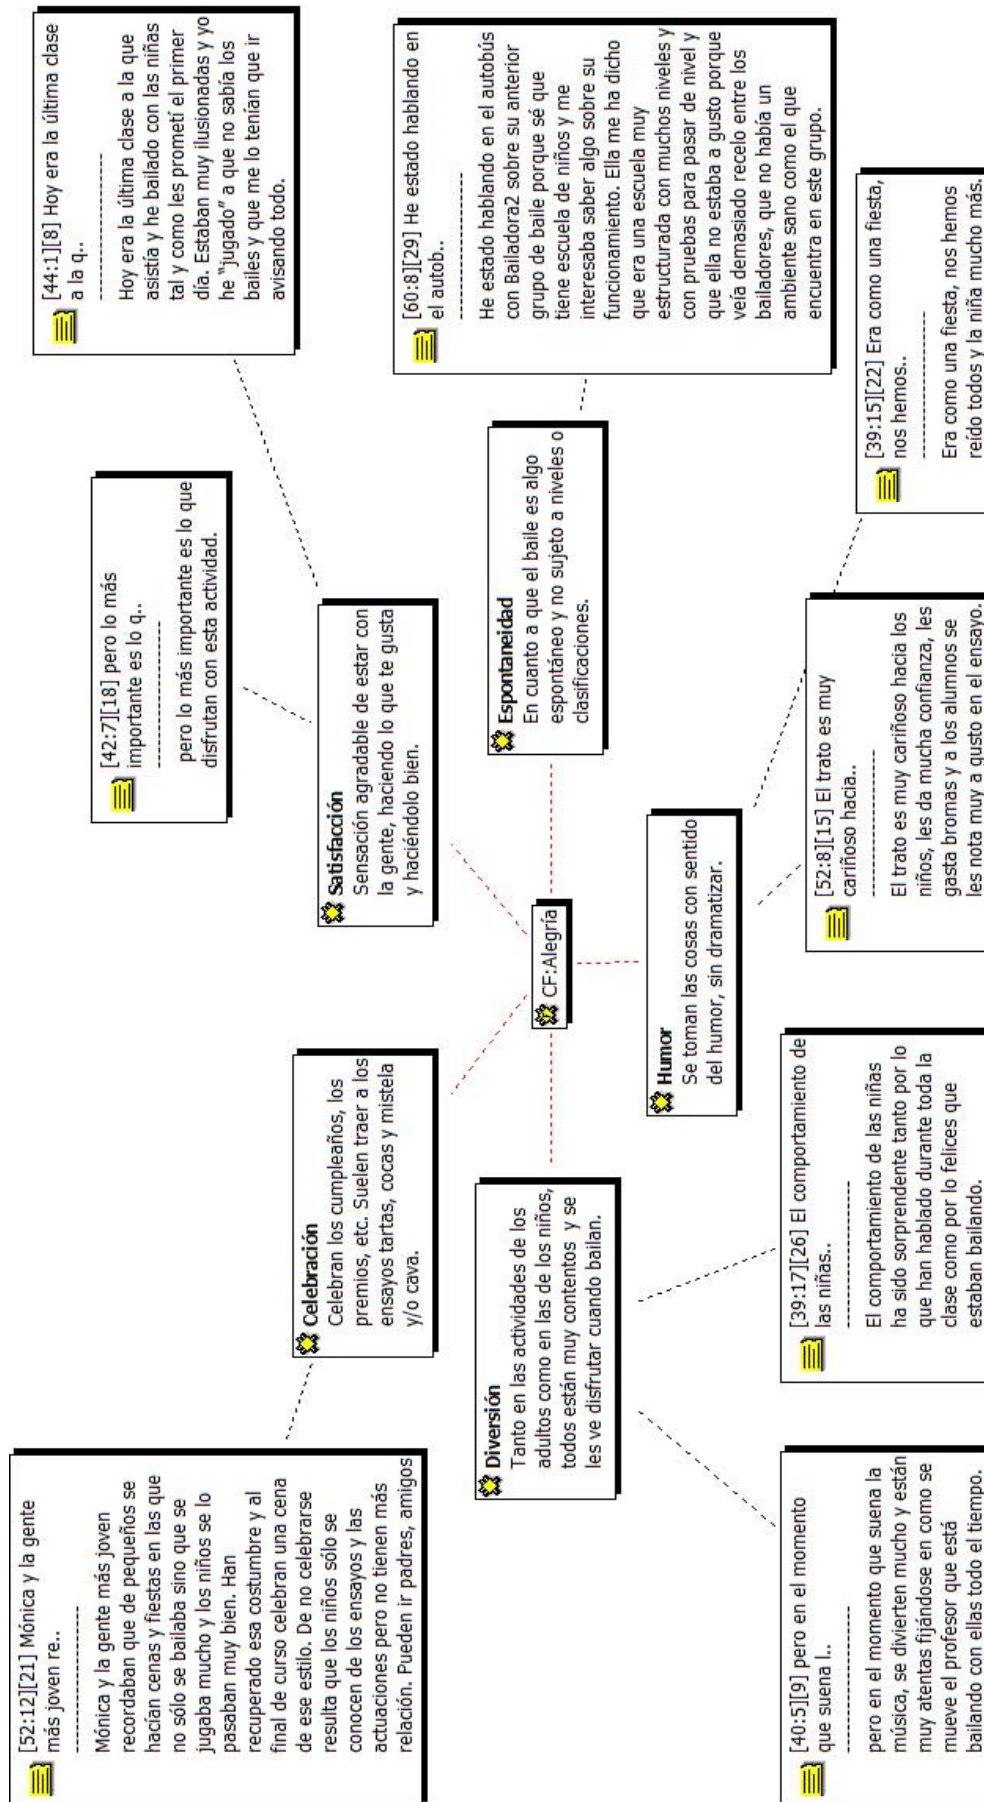 [52:12][21] Mónica y la gente
más joven re..
--------------------------
Mónica y la gente más joven
recordaban que de pequeños se
hacían cenas y fiestas en las que
no sólo se bailaba sino que se
jugaba mucho y los niños se lo
pasaban muy bien. Han
recuperado esa costumbre y al
final de curso celebran una cena
de ese estilo. De no celebrarse
resulta que los niños sólo se
conocen de los ensayos y las
actuaciones pero no tienen más
relación. Pueden ir padres, amigos
Celebración
Celebran los cumpleaños, los
premios, etc. Suelen traer a los
ensayos tartas, cocas y mistela
y/o cava.
[42:7][18] pero lo más
importante es lo q..
--------------------------
pero lo más importante es lo que
disfrutan con esta actividad.
[44:1][8] Hoy era la última clase
a la q..
--------------------------
Hoy era la última clase a la que
asistía y he bailado con las niñas
tal y como les prometí el primer
día. Estaban muy ilusionadas y yo
he "jugado" a que no sabía los
bailes y que me lo tenían que ir
avisando todo.
Satisfacción
Sensación agradable de estar con
la gente, haciendo lo que te gusta
y haciéndolo bien.
Diversión
Tanto en las actividades de los
adultos como en las de los niños,
todos están muy contentos y se
les ve disfrutar cuando bailan.
CF:Alegría
Espontaneidad
En cuanto a que el baile es algo
espontáneo y no sujeto a niveles o
clasificaciones.
[60:8][29] He estado hablando en
el autob..
--------------------------
He estado hablando en el autobús
con Bailadora2 sobre su anterior
grupo de baile porque sé que
tiene escuela de niños y me
interesaba saber algo sobre su
funcionamiento. Ella me ha dicho
que era una escuela muy
estructurada con muchos niveles y
con pruebas para pasar de nivel y
que ella no estaba a gusto porque
veía demasiado recelo entre los
bailadores, que no había un
ambiente sano como el que
encuentra en este grupo.
Humor
Se toman las cosas con sentido
del humor, sin dramatizar.
[40:5][9] pero en el momento
que suena l..
--------------------------
pero en el momento que suena la
música, se divierten mucho y están
muy atentas fijándose en como se
mueve el profesor que está
bailando con ellas todo el tiempo.
[39:17][26] El comportamiento de
las niñas..
--------------------------
El comportamiento de las niñas
ha sido sorprendente tanto por lo
que han hablado durante toda la
clase como por lo felices que
estaban bailando.
[52:8][15] El trato es muy
cariñoso hacia..
--------------------------
El trato es muy cariñoso hacia los
niños, les da mucha confianza, les
gasta bromas y a los alumnos se
les nota muy a gusto en el ensayo.
[39:15][22] Era como una fiesta,
nos hemos..
--------------------------
Era como una fiesta, nos hemos
reído todos y la niña mucho más.